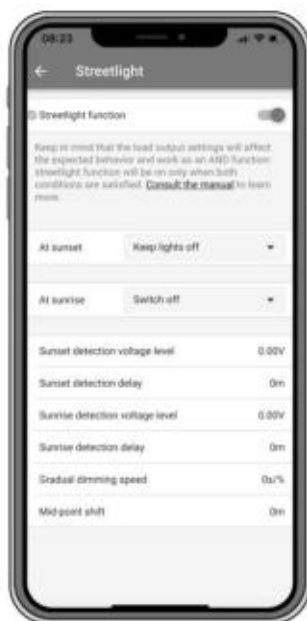 08:23
Streetlight
Streetlight function
Keep in mind that the load output settings will affect
the expected behavior and work as an AND function
streetlight function will be on only when both
conditions are satisfied. Consult the manual to learn
more.
At sunset Keep lights off
At sunrise Switch off
Sunset detection voltage level 0.00V
Sunset detection delay 0m
Sunrise detection voltage level 0.00V
Sunrise detection delay 0m
Gradual dimming speed 0s/%
Mid-point shift 0m